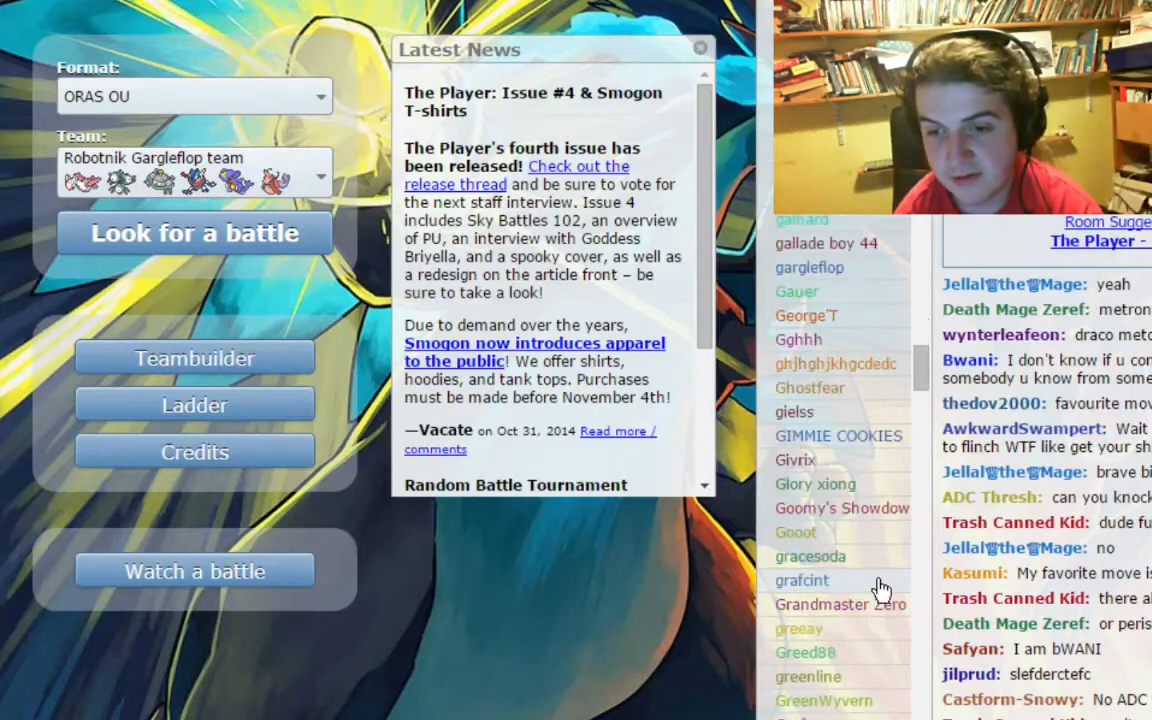 Format:
ORAS OU
Team:
Robotnik Gargleflop team
Look for a battle
Teambuilder
Ladder
Credits
Watch a battle
Latest News
The Player: Issue #4 & Smogon
T-shirts
The Player's fourth issue has
been released! Check out the
release thread and be sure to vote for
the next staff interview. Issue 4
includes Sky Battles 102, an overview
of PU, an interview with Goddess
Briyella, and a spooky cover, as well as
a redesign on the article front – be
sure to take a look!
Due to demand over the years,
Smogon now introduces apparel
to the public! We offer shirts,
hoodies, and tank tops. Purchases
must be made before November 4th!
—Vacate on Oct 31, 2014 Read more /
comments
Random Battle Tournament
galhard
gallade boy 44
gargleflop
Gauer
George'T
Gghhh
ghjhghjkhgcdedc
Ghostfear
gielss
GIMMIE COOKIES
Givrix
Glory xiong
Goomy's Showdow
Gooot
gracesoda
grafcint
Grandmaster Zero
greeay
Greed88
greenline
GreenWyvern
Room Sugge
The Player -
Jellal♕the♕Mage: yeah
Death Mage Zeref: metron
wynterleafeon: draco mete
Bwani: I don't know if u con
somebody u know from some
thedov2000: favourite mov
AwkwardSwampert: Wait
to flinch WTF like get your sh
Jellal♕the♕Mage: brave bi
ADC Thresh: can you knock
Trash Canned Kid: dude fu
Jellal♕the♕Mage: no
Kasumi: My favorite move is
Trash Canned Kid: there al
Death Mage Zeref: or peris
Safyan: I am bWANI
jilprud: slefderctefc
Castform-Snowy: No ADC